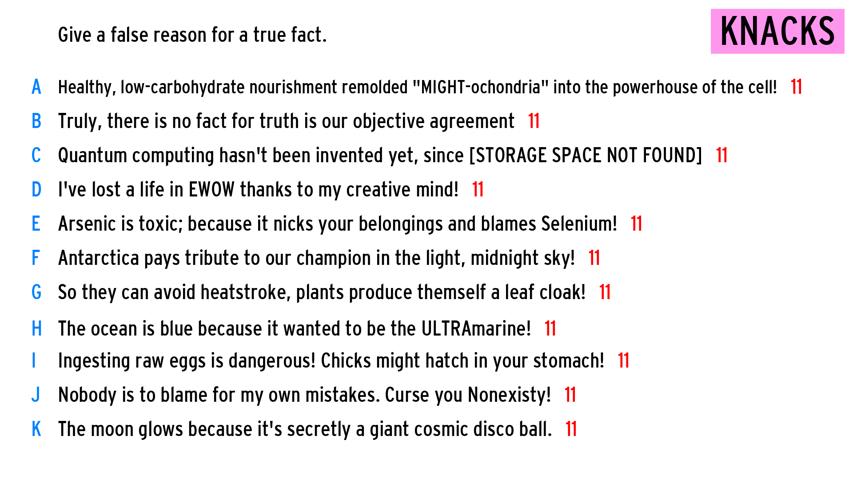 Give a false reason for a true fact.
KNACKS
A Healthy, low-carbohydrate nourishment remolded "MIGHT-ochondria" into the powerhouse of the cell! 11
B Truly, there is no fact for truth is our objective agreement 11
C Quantum computing hasn't been invented yet, since [STORAGE SPACE NOT FOUND] 11
D I've lost a life in EWOW thanks to my creative mind! 11
E Arsenic is toxic; because it nicks your belongings and blames Selenium! 11
F Antarctica pays tribute to our champion in the light, midnight sky! 11
G So they can avoid heatstroke, plants produce themself a leaf cloak! 11
H The ocean is blue because it wanted to be the ULTRAmarine! 11
I Ingesting raw eggs is dangerous! Chicks might hatch in your stomach! 11
J Nobody is to blame for my own mistakes. Curse you Nonexisty! 11
K The moon glows because it's secretly a giant cosmic disco ball. 11